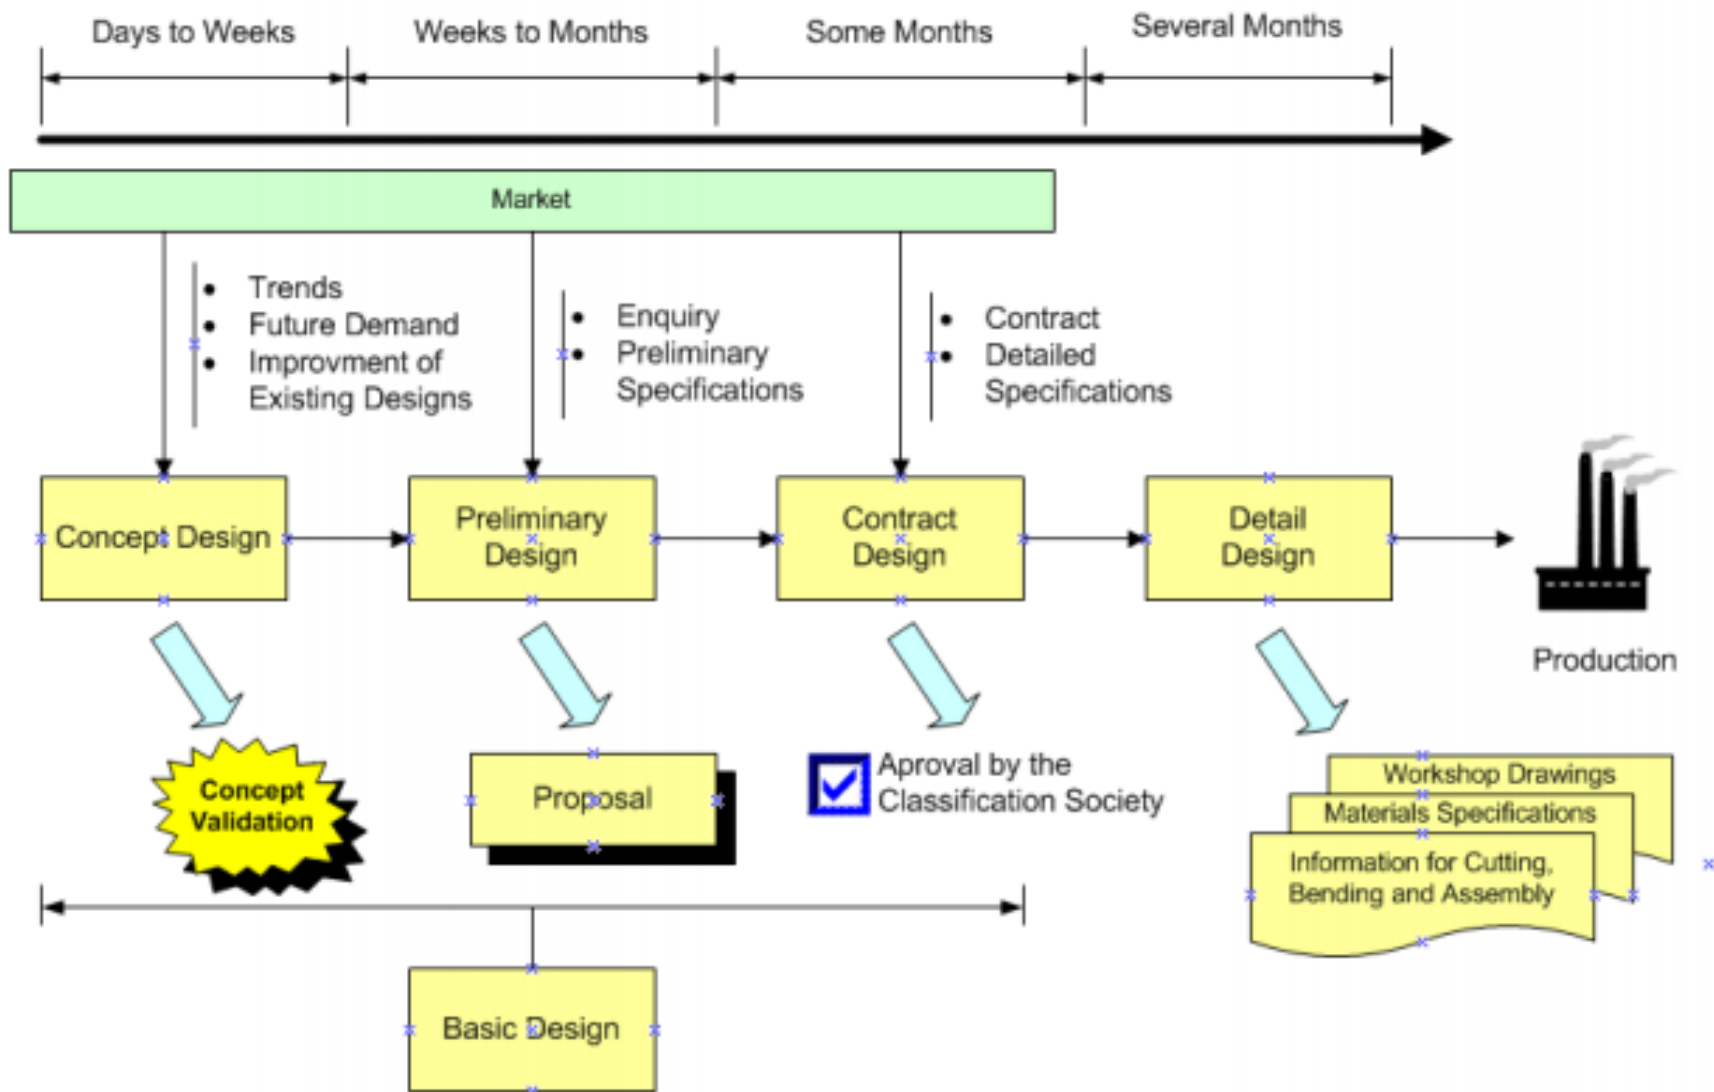 Days to Weeks
Weeks to Months
Some Months
Several Months
Market
• Trends
• Future Demand
• Improvment of
Existing Designs
• Enquiry
• Preliminary
Specifications
• Contract
• Detailed
Specifications
Concept Design
Preliminary
Design
Contract
Design
Detail
Design
Production
Concept
Validation
Proposal
Aproval by the
Classification Society
Workshop Drawings
Materials Specifications
Information for Cutting,
Bending and Assembly
Basic Design